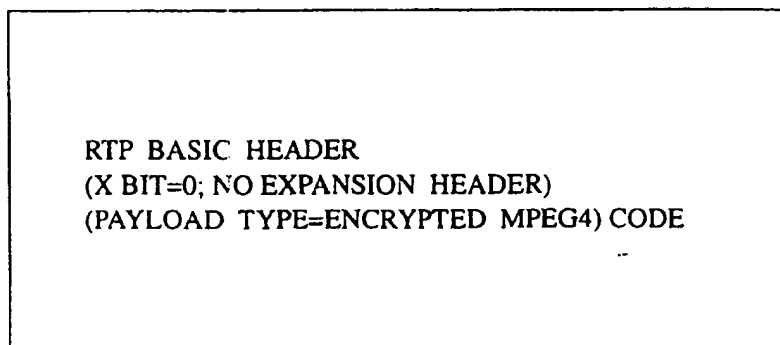 RTP BASIC HEADER
(X BIT=0; NO EXPANSION HEADER)
(PAYLOAD TYPE=ENCRYPTED MPEG4) CODE